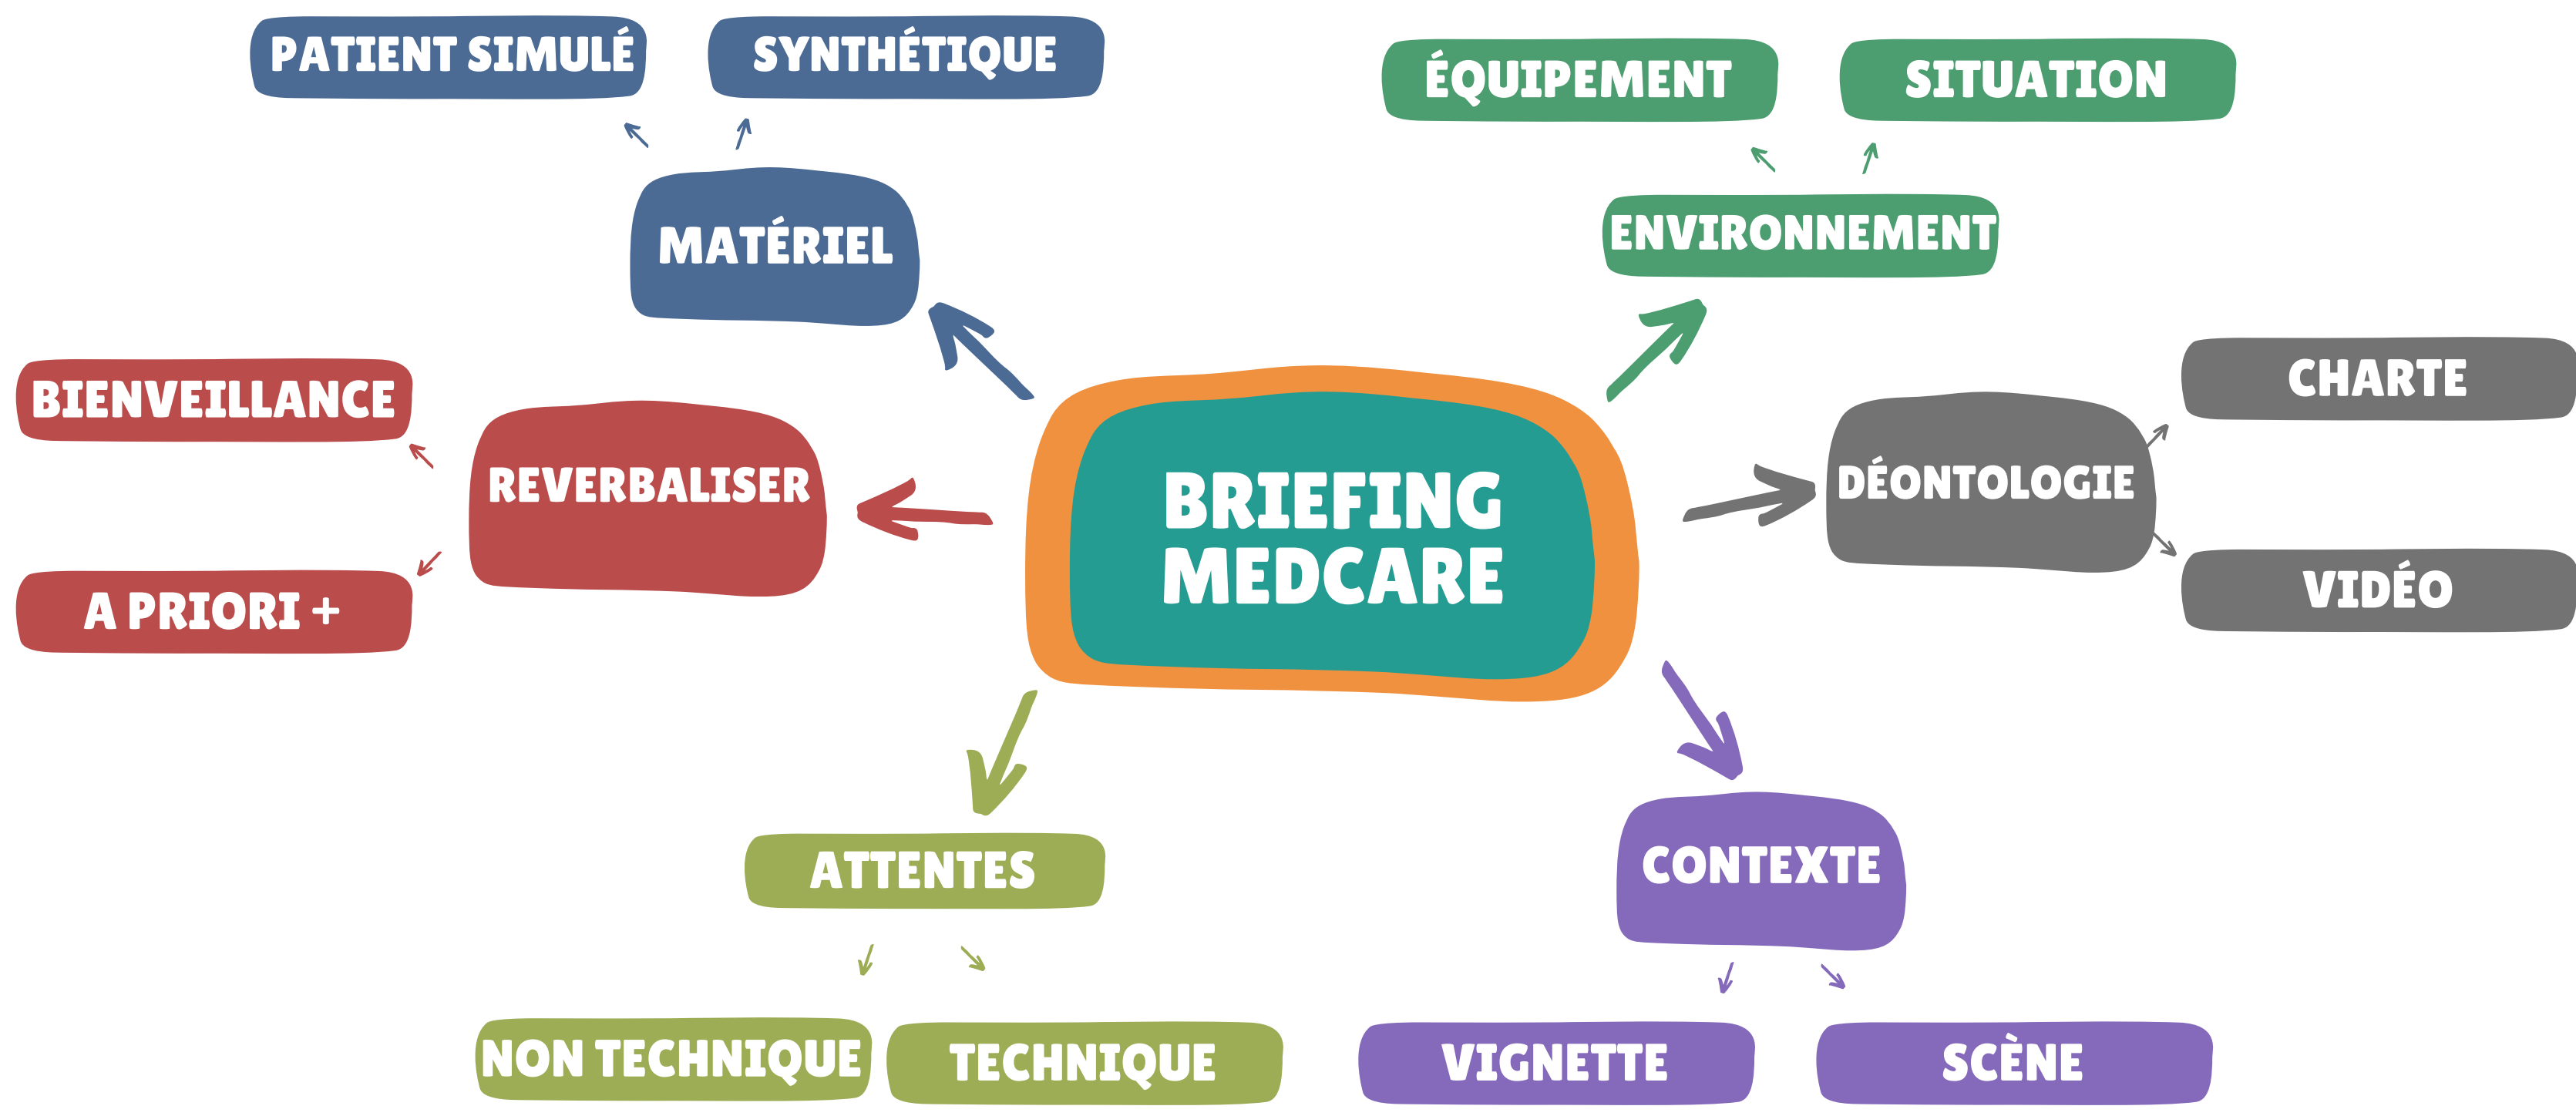 PATIENT SIMULÉ
SYNTHÉTIQUE
ÉQUIPEMENT
SITUATION
MATÉRIEL
ENVIRONNEMENT
BIENVEILLANCE
REVERBALISER
A PRIORI +
BRIEFING
MEDCARE
DÉONTOLOGIE
CHARTE
VIDÉO
ATTENTES
NON TECHNIQUE
TECHNIQUE
CONTEXTE
VIGNETTE
SCÈNE